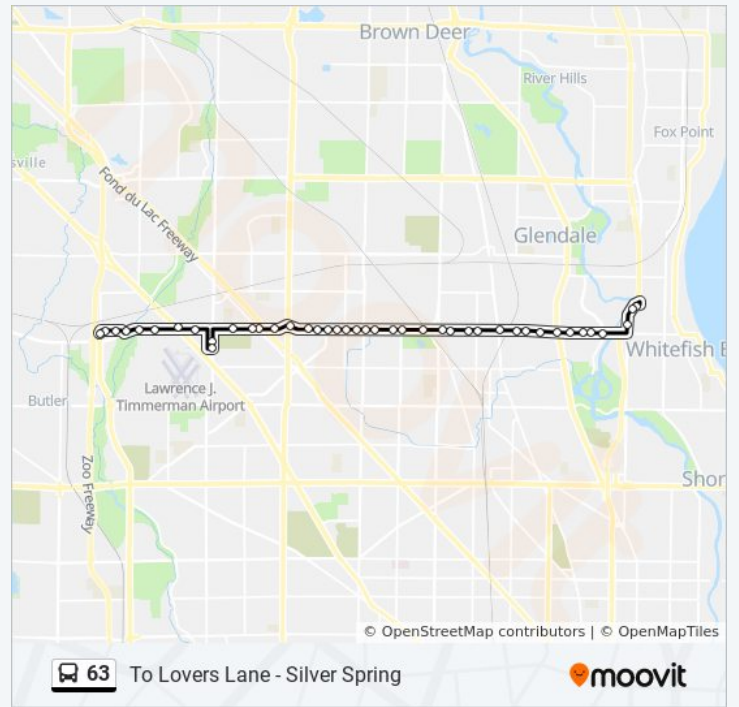 Brown Deer
River Hills
Fox Point
sville
Fond du Lac Freeway
Glendale
Whitefish B
Lawrence J.
Timmerman Airport
Butler
Zoo Freeway
Shor
© OpenStreetMap contributors | © OpenMapTiles
63 To Lovers Lane - Silver Spring
moovit